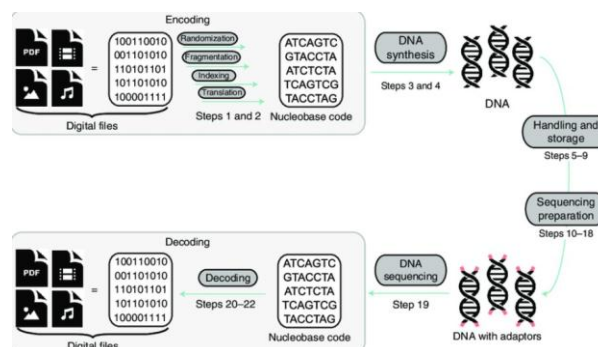 Encoding
PDF
=
100110010
001101010
110101101
101101010
100001111
Digital files
Randomization
Fragmentation
Indexing
Translation
Steps 1 and 2
ATCAGTC
GTACCTA
ATCTCTA
TCAGTCG
TACCTAG
Nucleobase code
DNA
synthesis
Steps 3 and 4
DNA
Handling and
storage
Steps 5–9
Sequencing
preparation
Steps 10–18
DNA with adaptors
DNA
sequencing
Step 19
Decoding
ATCAGTC
GTACCTA
ATCTCTA
TCAGTCG
TACCTAG
Nucleobase code
Decoding
Steps 20–22
100110010
001101010
110101101
101101010
100001111
=
PDF
Digital files